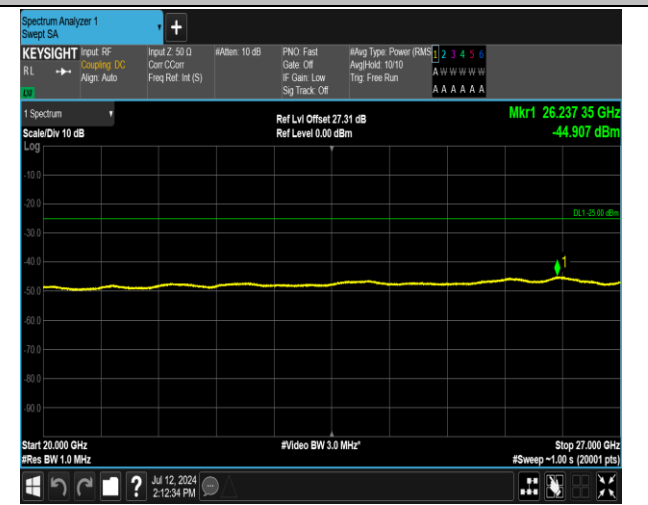 Spectrum Analyzer 1
Swept SA
+
KEYSIGHT Input: RF Input Z: 50 Ω #Atten: 10 dB PNO: Fast #Avg Type: Power (RMS 1 2 3 4 5 6
RL Coupling: DC Corr CCorr Gate: Off Avg|Hold: 10/10 A W W W W W
Align: Auto Freq Ref: Int (S) IF Gain: Low Trig: Free Run
LXI Sig Track: Off A A A A A A
1 Spectrum Ref Lvl Offset 27.31 dB Mkr1 26.237 35 GHz
Scale/Div 10 dB Ref Level 0.00 dBm -44.907 dBm
Log
-10.0
-20.0
DL1 -25.00 dBm
-30.0
-40.0
1
-50.0
-60.0
-70.0
-80.0
-90.0
Start 20.000 GHz #Video BW 3.0 MHz* Stop 27.000 GHz
#Res BW 1.0 MHz #Sweep ~1.00 s (20001 pts)
? Jul 12, 2024
2:12:34 PM